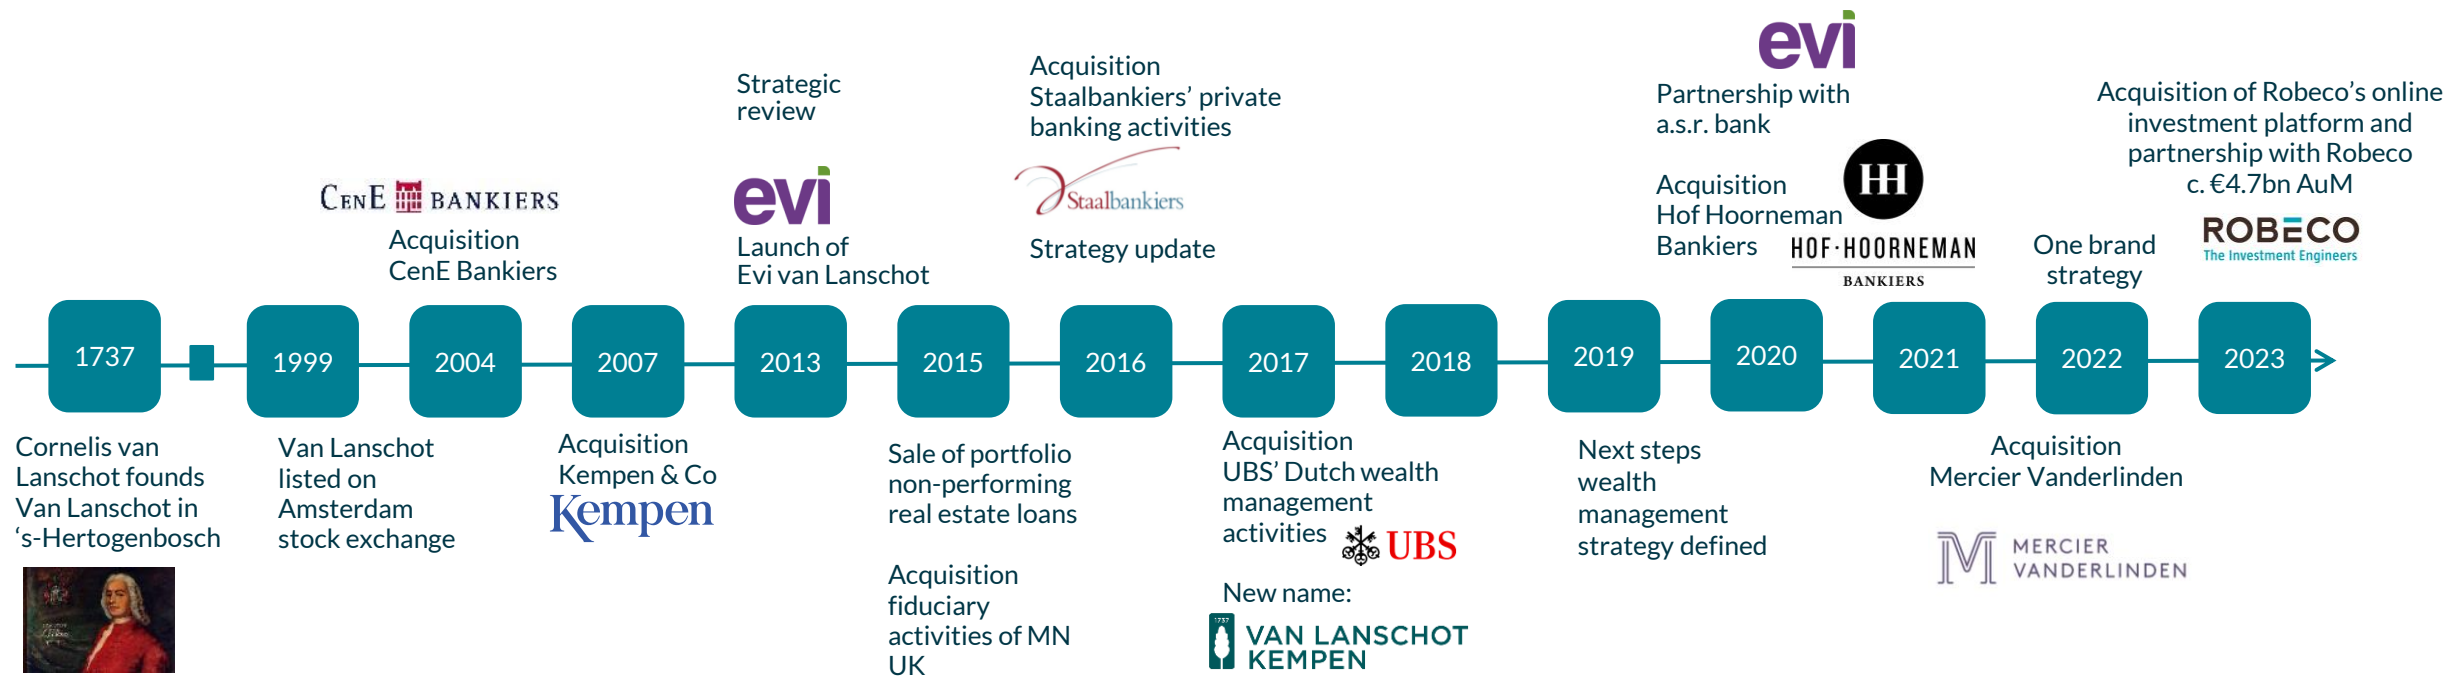 evi
Partnership with
a.s.r. bank
Acquisition
Staalbankiers’ private
banking activities
Staalbankiers
Strategy update
Strategic
review
evi
Launch of
Evi van Lanschot
CENE BANKIERS
Acquisition
CenE Bankiers
Acquisition
Hof Hoorneman
Bankiers
HH
HOF·HOORNEMAN
BANKIERS
One brand
strategy
Acquisition of Robeco’s online
investment platform and
partnership with Robeco
c. €4.7bn AuM
ROBECO
The Investment Engineers
1737
1999
2004
2007
2013
2015
2016
2017
2018
2019
2020
2021
2022
2023
Cornelis van
Lanschot founds
Van Lanschot in
‘s-Hertogenbosch
Van Lanschot
listed on
Amsterdam
stock exchange
Acquisition
Kempen & Co
Kempen
Sale of portfolio
non-performing
real estate loans
Acquisition
fiduciary
activities of MN
UK
Acquisition
UBS’ Dutch wealth
management
activities
UBS
New name:
1737
VAN LANSCHOT
KEMPEN
Next steps
wealth
management
strategy defined
Acquisition
Mercier Vanderlinden
M
MERCIER
VANDERLINDEN